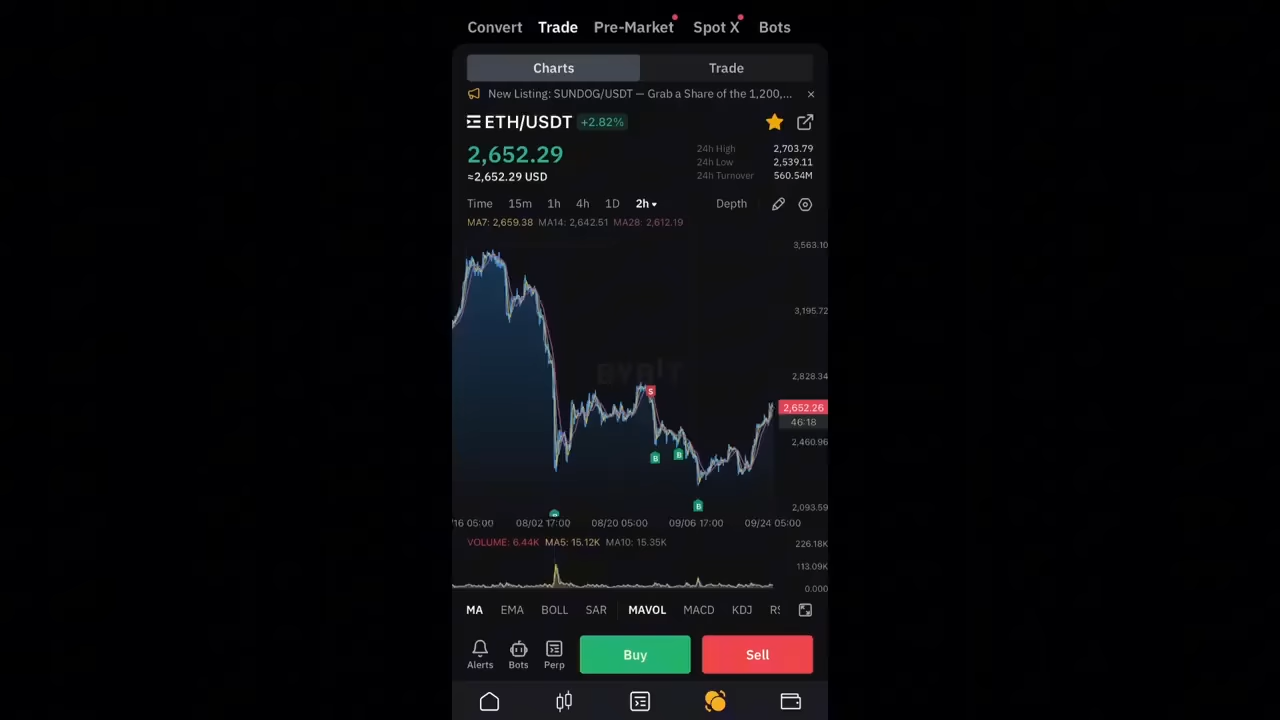 Convert Trade Pre-Market Spot X Bots
Charts Trade
New Listing: SUNDOG/USDT — Grab a Share of the 1,200,... ×
ETH/USDT +2.82%
2,652.29
≈2,652.29 USD
24h High 2,703.79
24h Low 2,539.11
24h Turnover 560.54M
Time 15m 1h 4h 1D 2h Depth
MA7: 2,659.38 MA14: 2,642.51 MA28: 2,612.19
3,563.10
3,195.72
BYBIT
2,828.34
S
2,652.26
46:18
2,460.96
B B
B
2,093.59
B
/16 05:00 08/02 17:00 08/20 05:00 09/06 17:00 09/24 05:00
VOLUME: 6.44K MA5: 15.12K MA10: 15.35K
226.18K
113.09K
0.000
MA EMA BOLL SAR MAVOL MACD KDJ
Alerts Bots Perp Buy Sell